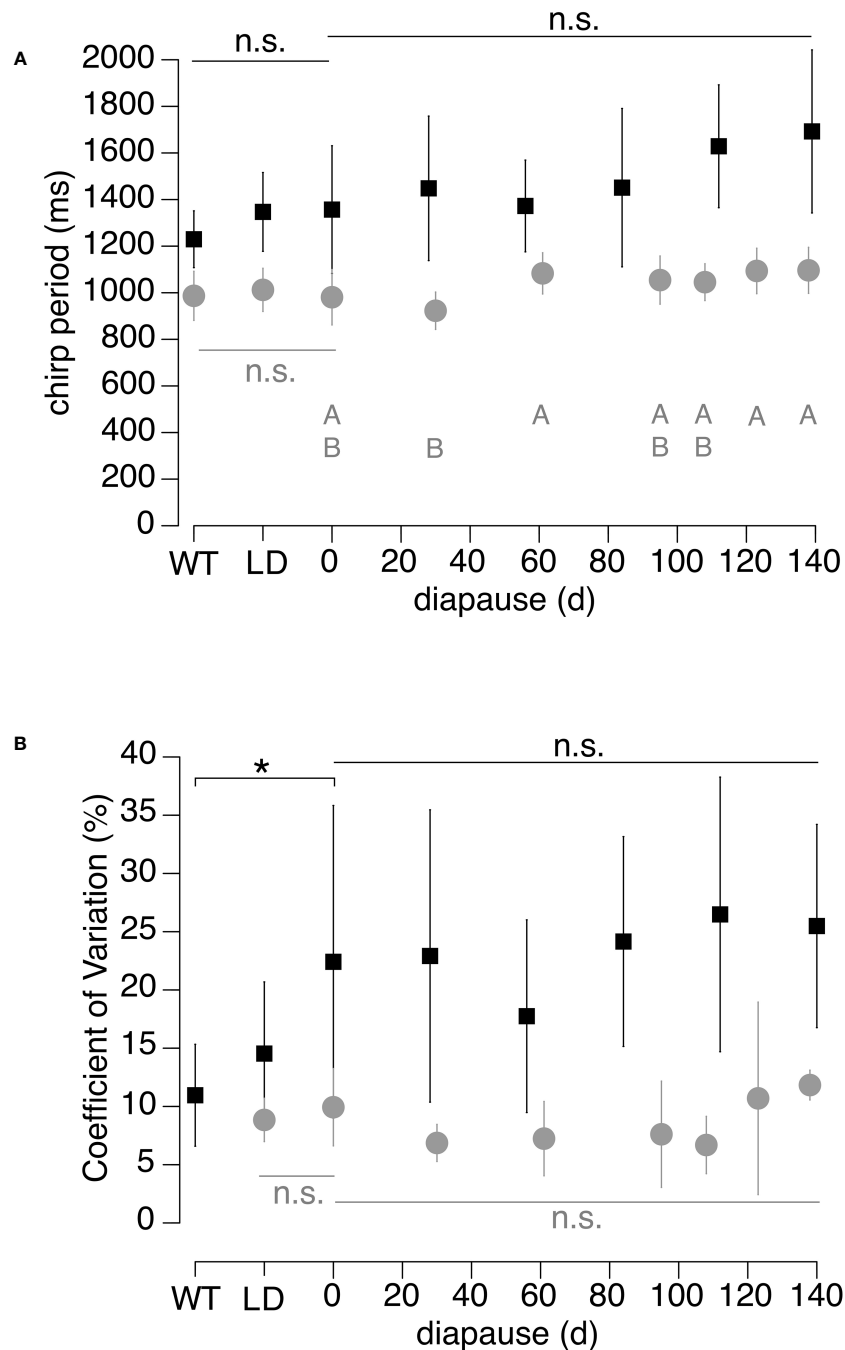 A
n.s.
n.s.
2000
1800
1600
1400
1200
1000
800
600
400
200
0
chirp period (ms)
n.s.
A A A A A A
B B B B
WT LD 0 20 40 60 80 100 120 140
diapause (d)
B
n.s.
*
40
35
30
25
20
15
10
5
0
Coefficient of Variation (%)
n.s.
n.s.
WT LD 0 20 40 60 80 100 120 140
diapause (d)